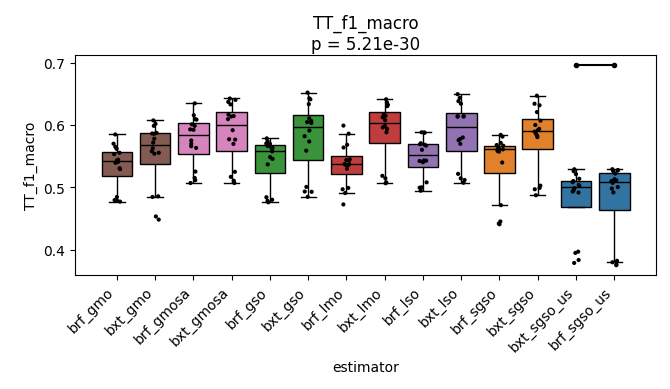 TT_f1_macro
p = 5.21e-30
TT_f1_macro
0.7
0.6
0.5
0.4
brf_gmo
bxt_gmo
brf_gmosa
bxt_gmosa
brf_gso
bxt_gso
brf_lmo
bxt_lmo
brf_lso
bxt_lso
brf_sgso
bxt_sgso
bxt_sgso_us
brf_sgso_us
estimator